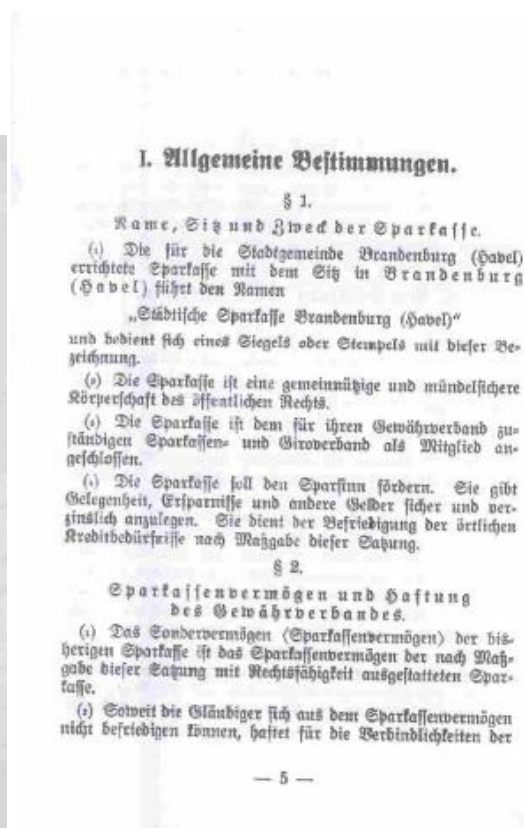 I. Allgemeine Bestimmungen.
§ 1.
Name, Sitz und Zweck der Sparkasse.
(1) Die für die Stadtgemeinde Brandenburg (Havel)
errichtete Sparkasse mit dem Sitz in Brandenburg
(Havel) führt den Namen
„Städtische Sparkasse Brandenburg (Havel)“
und bedient sich eines Siegels oder Stempels mit dieser Be-
zeichnung.
(2) Die Sparkasse ist eine gemeinnützige und mündelsichere
Körperschaft des öffentlichen Rechts.
(3) Die Sparkasse ist dem für ihren Gewährverband zu-
ständigen Sparkassen- und Giroverband als Mitglied an-
geschlossen.
(4) Die Sparkasse soll den Sparsinn fördern. Sie gibt
Gelegenheit, Ersparnisse und andere Gelder sicher und ver-
zinslich anzulegen. Sie dient der Befriedigung der örtlichen
Kreditbedürfnisse nach Maßgabe dieser Satzung.
§ 2.
Sparkassenvermögen und Haftung
des Gewährverbandes.
(1) Das Sondervermögen (Sparkassenvermögen) der bis-
herigen Sparkasse ist das Sparkassenvermögen der nach Maß-
gabe dieser Satzung mit Rechtsfähigkeit ausgestatteten Spar-
kasse.
(2) Soweit die Gläubiger sich aus dem Sparkassenvermögen
nicht befriedigen können, haftet für die Verbindlichkeiten der
— 5 —